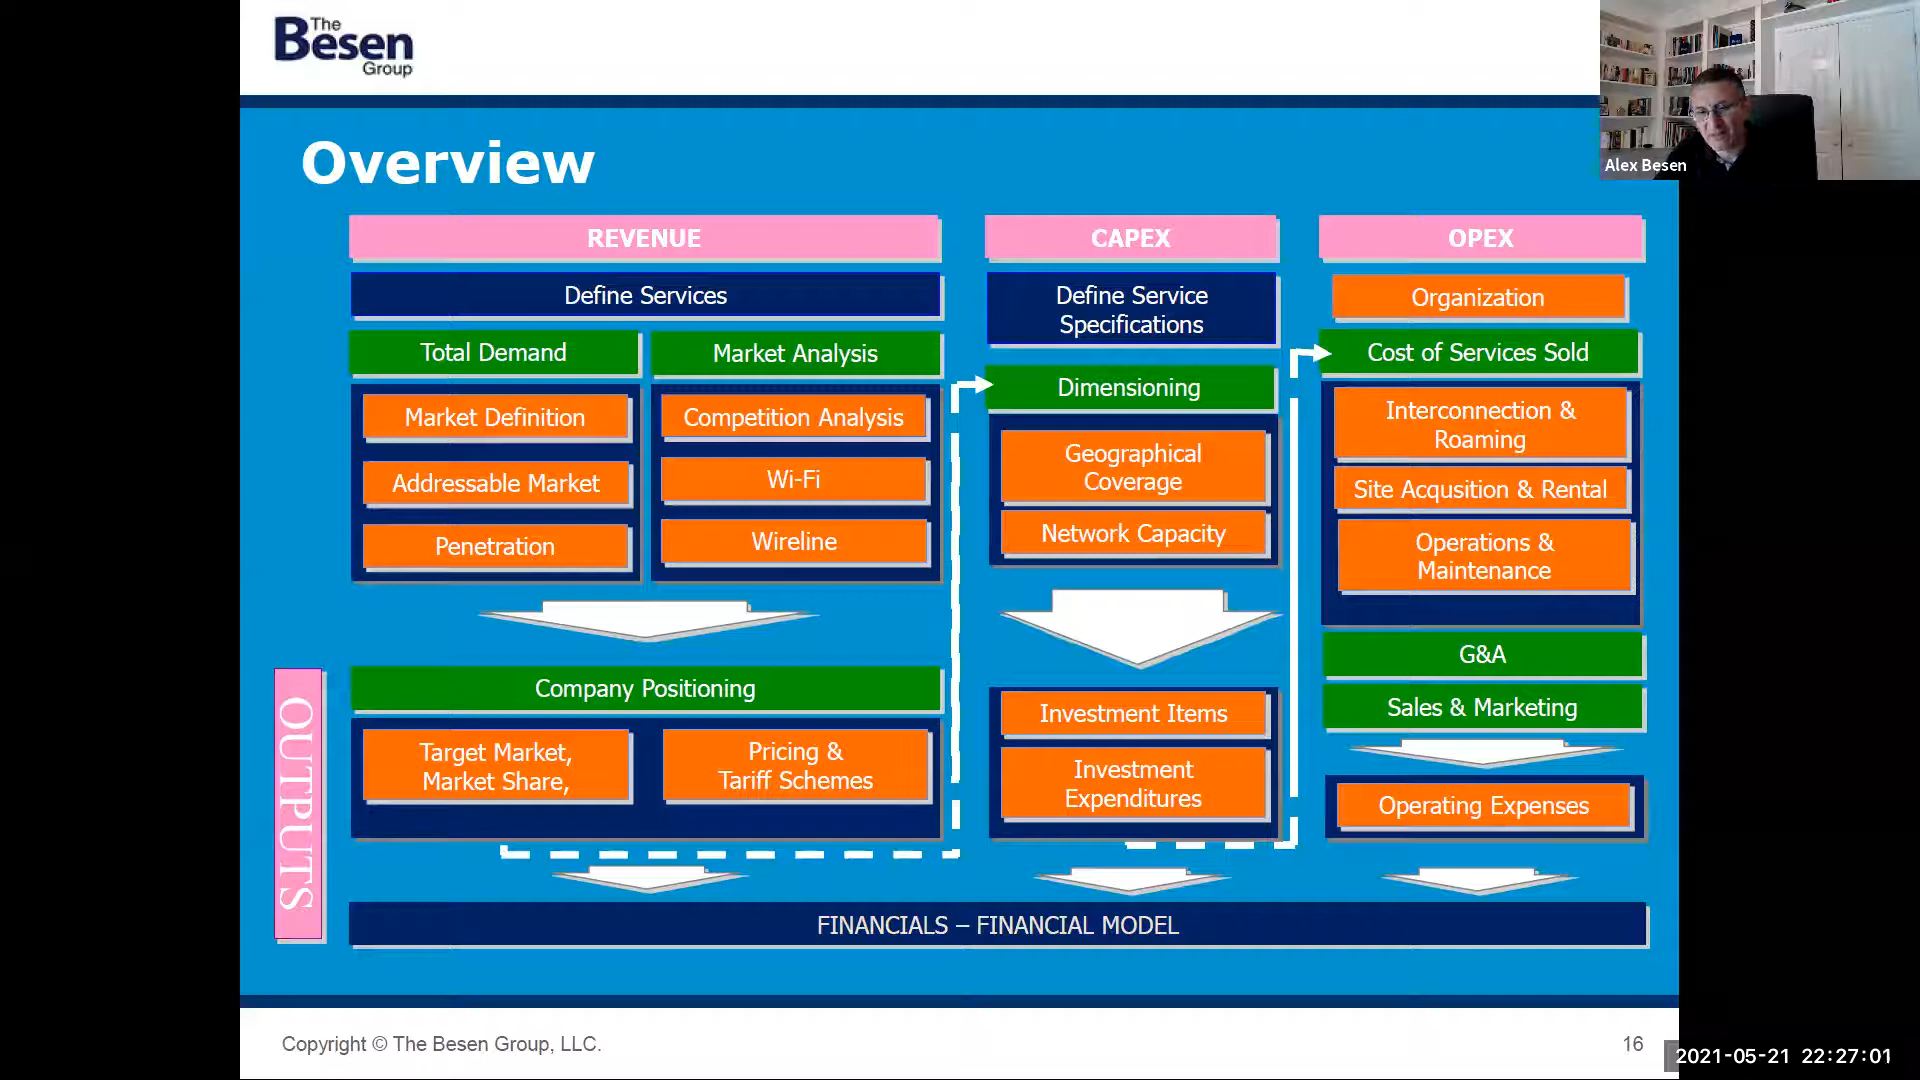 The
Besen
Group
Alex Besen
Overview
REVENUE
CAPEX
OPEX
Define Services
Define Service
Specifications
Organization
Total Demand
Market Analysis
Dimensioning
Cost of Services Sold
Market Definition
Addressable Market
Penetration
Competition Analysis
Wi-Fi
Wireline
Geographical
Coverage
Network Capacity
Interconnection &
Roaming
Site Acqusition & Rental
Operations &
Maintenance
G&A
Sales & Marketing
OUTPUTS
Company Positioning
Target Market,
Market Share,
Pricing &
Tariff Schemes
Investment Items
Investment
Expenditures
Operating Expenses
FINANCIALS – FINANCIAL MODEL
Copyright © The Besen Group, LLC.
16
2021-05-21 22:27:01